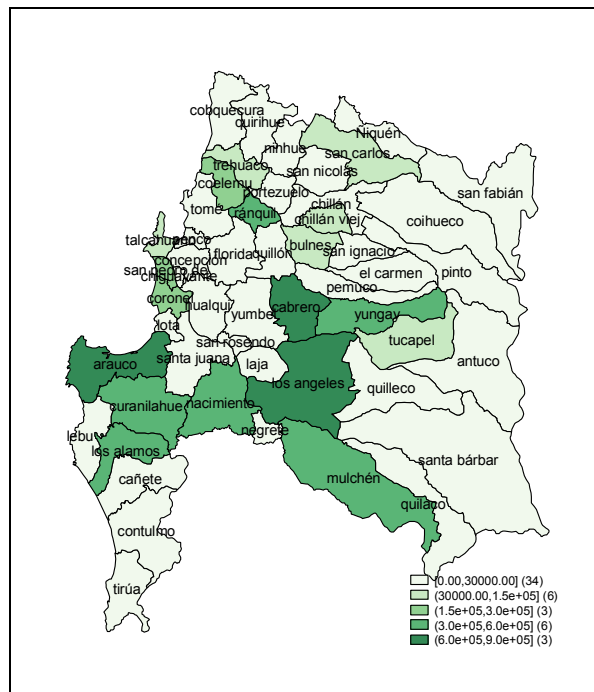 cobquecura
quirihue
Ñiquén
ninhue
san carlos
trehuaco
san nicolás
san fabián
coelemu
portezuelo
chillán
tomé
ránquil
chillán viej
coihueco
talcahuano
penco
bulnes
concepción
florida
quillón
san ignacio
san pedro de
chiguayante
el carmen
pinto
pemuco
coronel
hualqui
cabrero
yumbel
yungay
lota
san rosendo
tucapel
antuco
arauco
santa juana
laja
los angeles
quilleco
curanilahue
nacimiento
negrete
lebu
los alamos
santa bárbar
cañete
mulchén
quilaco
contulmo
tirúa
[0.00,30000.00] (34)
(30000.00,1.5e+05] (6)
(1.5e+05,3.0e+05] (3)
(3.0e+05,6.0e+05] (6)
(6.0e+05,9.0e+05] (3)